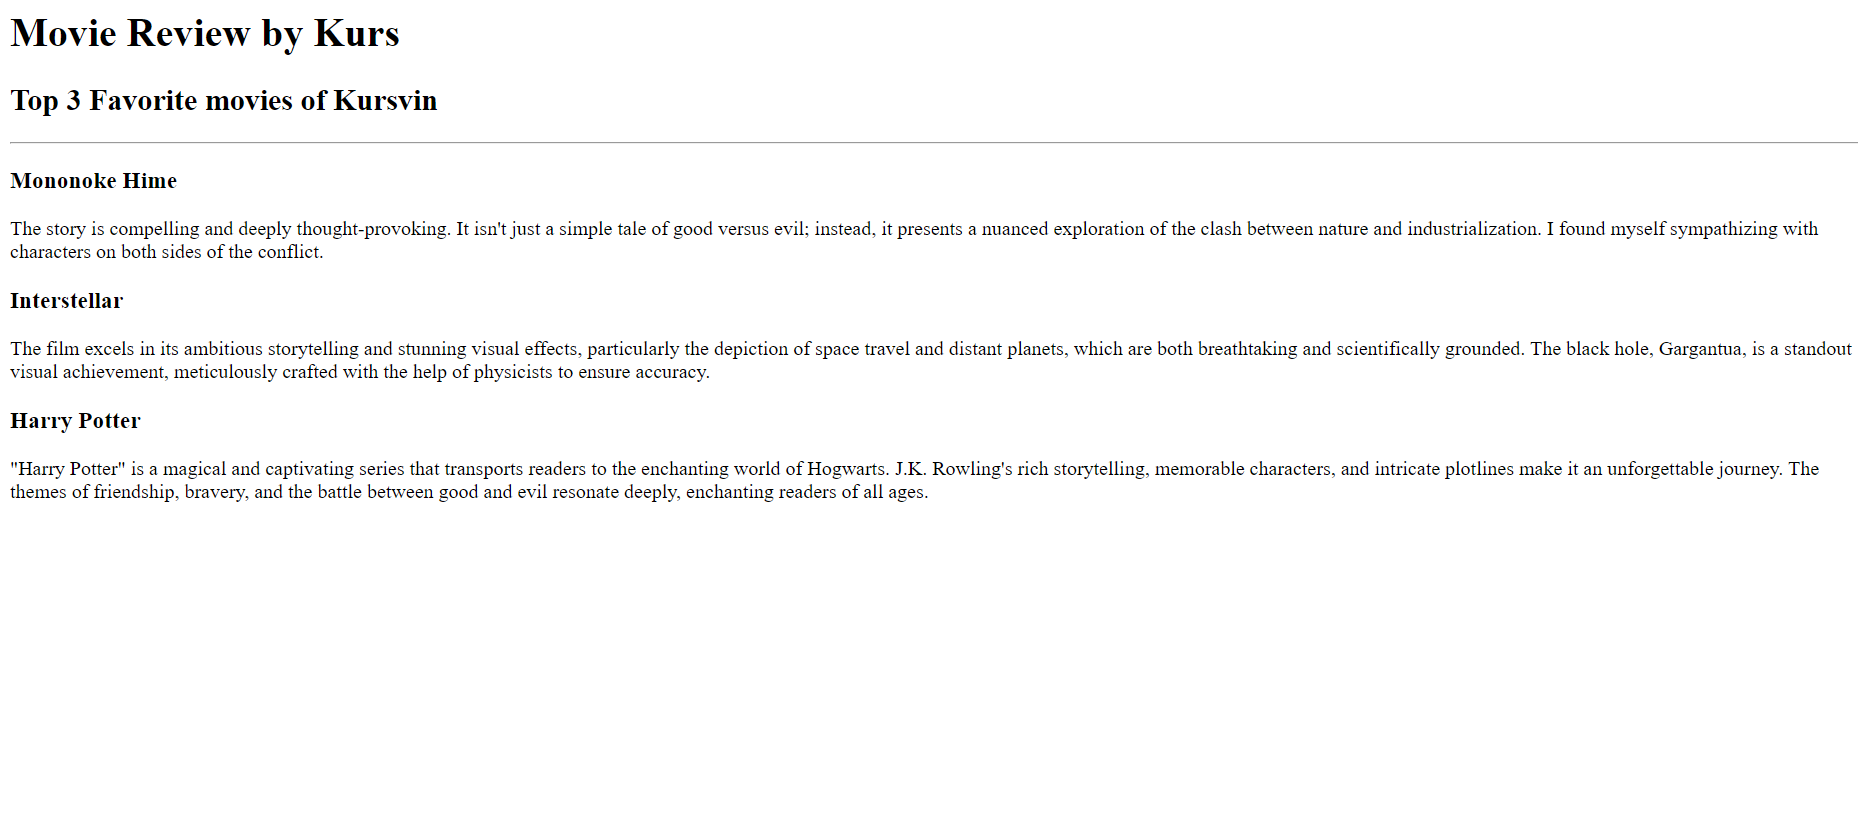 Movie Review by Kurs
Top 3 Favorite movies of Kursvin
Mononoke Hime
The story is compelling and deeply thought-provoking. It isn't just a simple tale of good versus evil; instead, it presents a nuanced exploration of the clash between nature and industrialization. I found myself sympathizing with
characters on both sides of the conflict.
Interstellar
The film excels in its ambitious storytelling and stunning visual effects, particularly the depiction of space travel and distant planets, which are both breathtaking and scientifically grounded. The black hole, Gargantua, is a standout
visual achievement, meticulously crafted with the help of physicists to ensure accuracy.
Harry Potter
"Harry Potter" is a magical and captivating series that transports readers to the enchanting world of Hogwarts. J.K. Rowling's rich storytelling, memorable characters, and intricate plotlines make it an unforgettable journey. The
themes of friendship, bravery, and the battle between good and evil resonate deeply, enchanting readers of all ages.